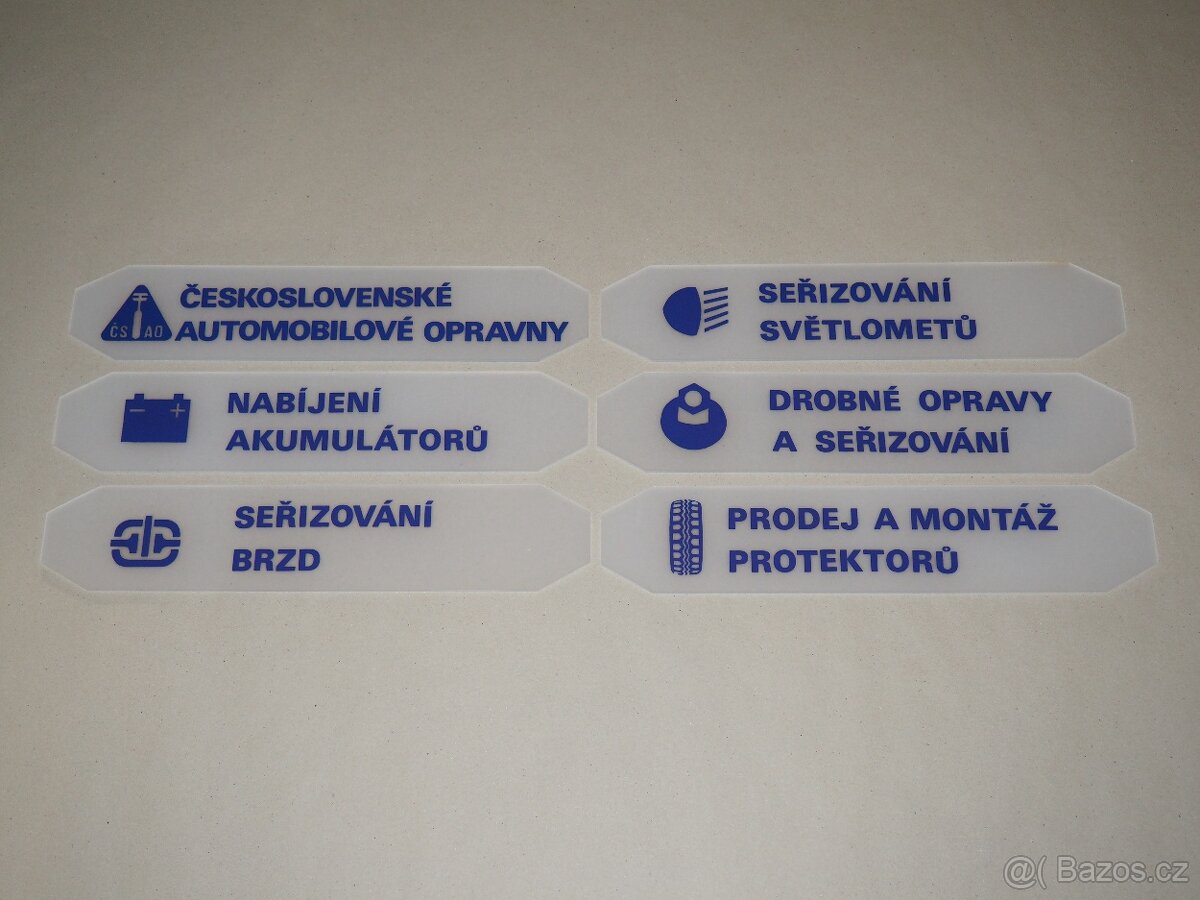 ČS AO
ČESKOSLOVENSKÉ
AUTOMOBILOVÉ OPRAVNY
SEŘIZOVÁNÍ
SVĚTLOMETŮ
NABÍJENÍ
AKUMULÁTORŮ
DROBNÉ OPRAVY
A SEŘIZOVÁNÍ
SEŘIZOVÁNÍ
BRZD
PRODEJ A MONTÁŽ
PROTEKTORŮ
@( Bazos.cz